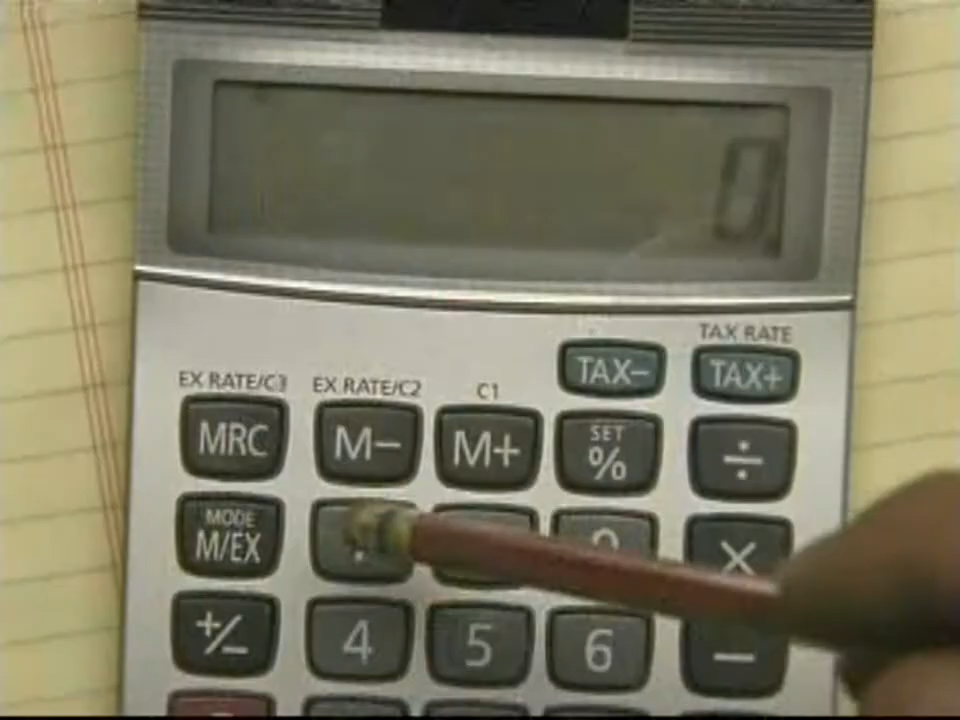 0
TAX RATE
TAX− TAX+
EX RATE/C3 EX RATE/C2 C1
MRC M− M+ SET % ÷
MODE
M/EX ×
+/− 4 5 6 −